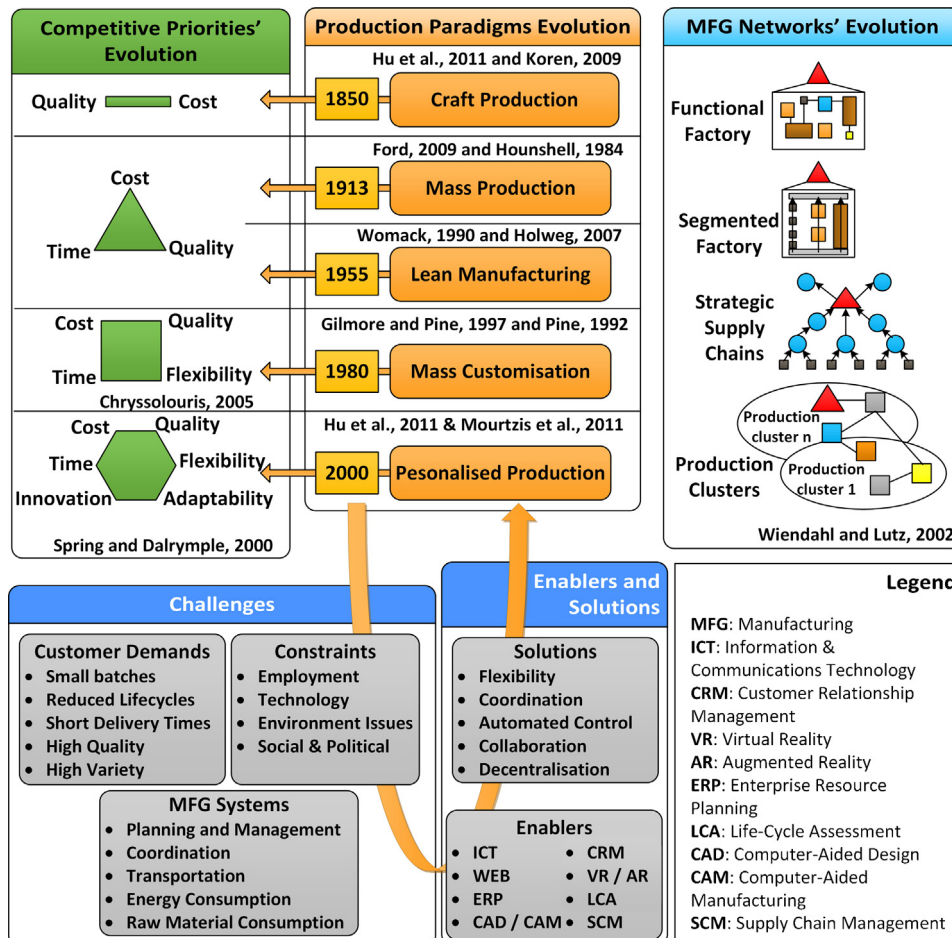 Competitive Priorities'
Evolution
Quality
Cost
Cost
Time
Quality
Cost
Quality
Time
Flexibility
Chryssolouris, 2005
Cost
Quality
Time
Flexibility
Innovation
Adaptability
Spring and Dalrymple, 2000
Production Paradigms Evolution
Hu et al., 2011 and Koren, 2009
1850
Craft Production
Ford, 2009 and Hounshell, 1984
1913
Mass Production
Womack, 1990 and Holweg, 2007
1955
Lean Manufacturing
Gilmore and Pine, 1997 and Pine, 1992
1980
Mass Customisation
Hu et al., 2011 & Mourtzis et al., 2011
2000
Pesonalised Production
MFG Networks' Evolution
Functional
Factory
Segmented
Factory
Strategic
Supply
Chains
Production
cluster n
Production
Clusters
Production
cluster 1
Wiendahl and Lutz, 2002
Challenges
Customer Demands
• Small batches
• Reduced Lifecycles
• Short Delivery Times
• High Quality
• High Variety
Constraints
• Employment
• Technology
• Environment Issues
• Social & Political
MFG Systems
• Planning and Management
• Coordination
• Transportation
• Energy Consumption
• Raw Material Consumption
Enablers and
Solutions
Solutions
• Flexibility
• Coordination
• Automated Control
• Collaboration
• Decentralisation
Enablers
• ICT
• WEB
• ERP
• CAD / CAM
• CRM
• VR / AR
• LCA
• SCM
Legend
MFG: Manufacturing
ICT: Information &
Communications Technology
CRM: Customer Relationship
Management
VR: Virtual Reality
AR: Augmented Reality
ERP: Enterprise Resource
Planning
LCA: Life-Cycle Assessment
CAD: Computer-Aided Design
CAM: Computer-Aided
Manufacturing
SCM: Supply Chain Management